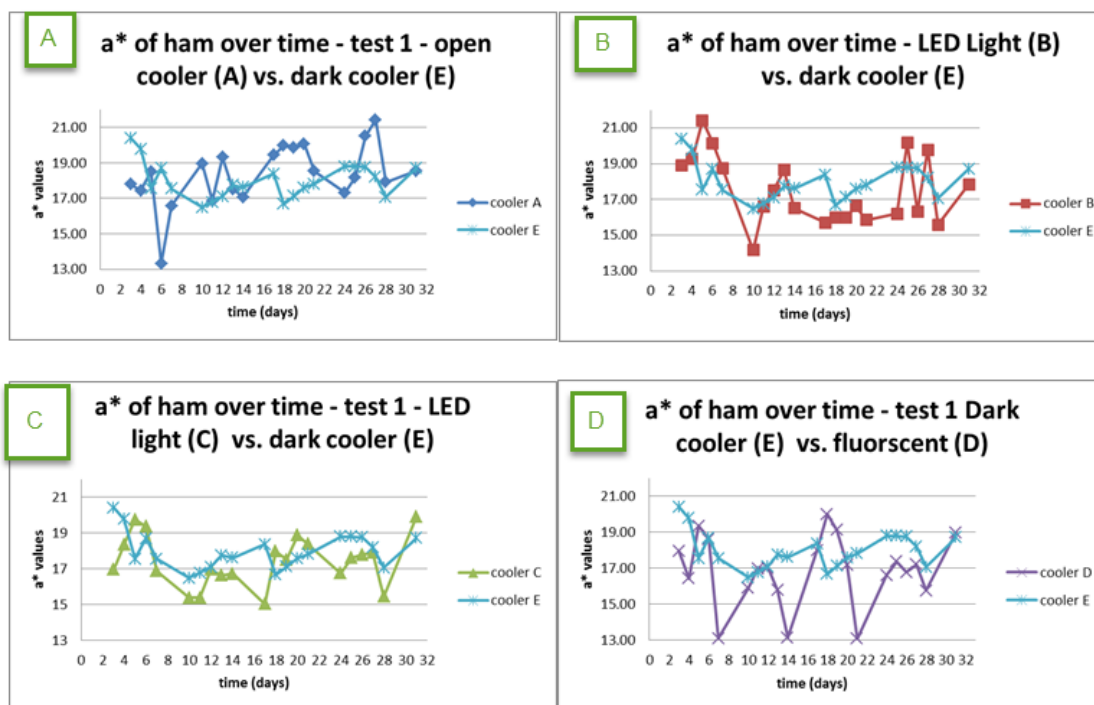 A
a* of ham over time - test 1 - open
cooler (A) vs. dark cooler (E)
21.00
19.00
17.00
15.00
13.00
a* values
0 2 4 6 8 10 12 14 16 18 20 22 24 26 28 30 32
time (days)
cooler A
cooler E
B
a* of ham over time - LED Light (B)
vs. dark cooler (E)
21.00
19.00
17.00
15.00
13.00
a* values
0 2 4 6 8 10 12 14 16 18 20 22 24 26 28 30 32
time (days)
cooler B
cooler E
C
a* of ham over time - test 1 - LED
light (C) vs. dark cooler (E)
21
19
17
15
13
a* values
0 2 4 6 8 10 12 14 16 18 20 22 24 26 28 30 32
time (days)
cooler C
cooler E
D
a* of ham over time - test 1 Dark
cooler (E) vs. fluorscent (D)
21.00
19.00
17.00
15.00
13.00
a* values
0 2 4 6 8 10 12 14 16 18 20 22 24 26 28 30 32
time (days)
cooler D
cooler E